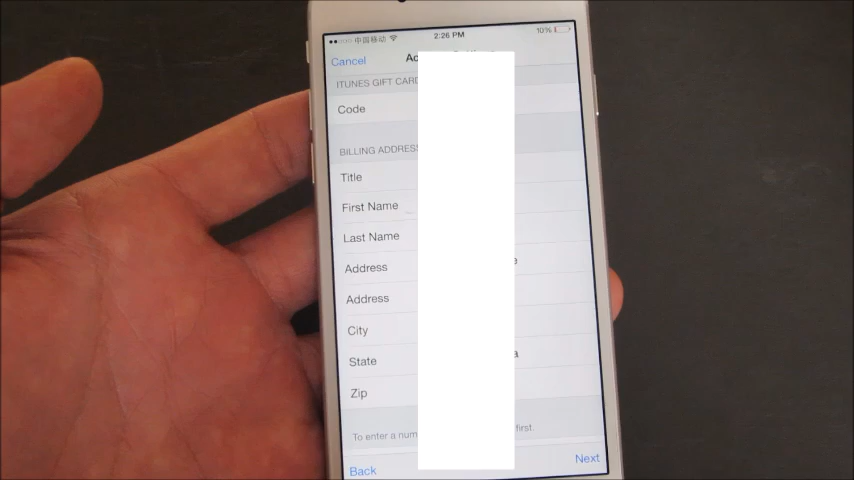 中国移动 2:26 PM 10%
Cancel
ITUNES GIFT CARD
Code
BILLING ADDRESS
Title
First Name
Last Name
Address
Address
City
State
Zip
To enter a num first.
Back Next